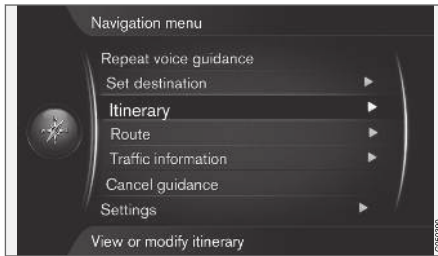 Navigation menu
Repeat voice guidance
Set destination
Itinerary
Route
Traffic information
Cancel guidance
Settings
View or modify itinerary